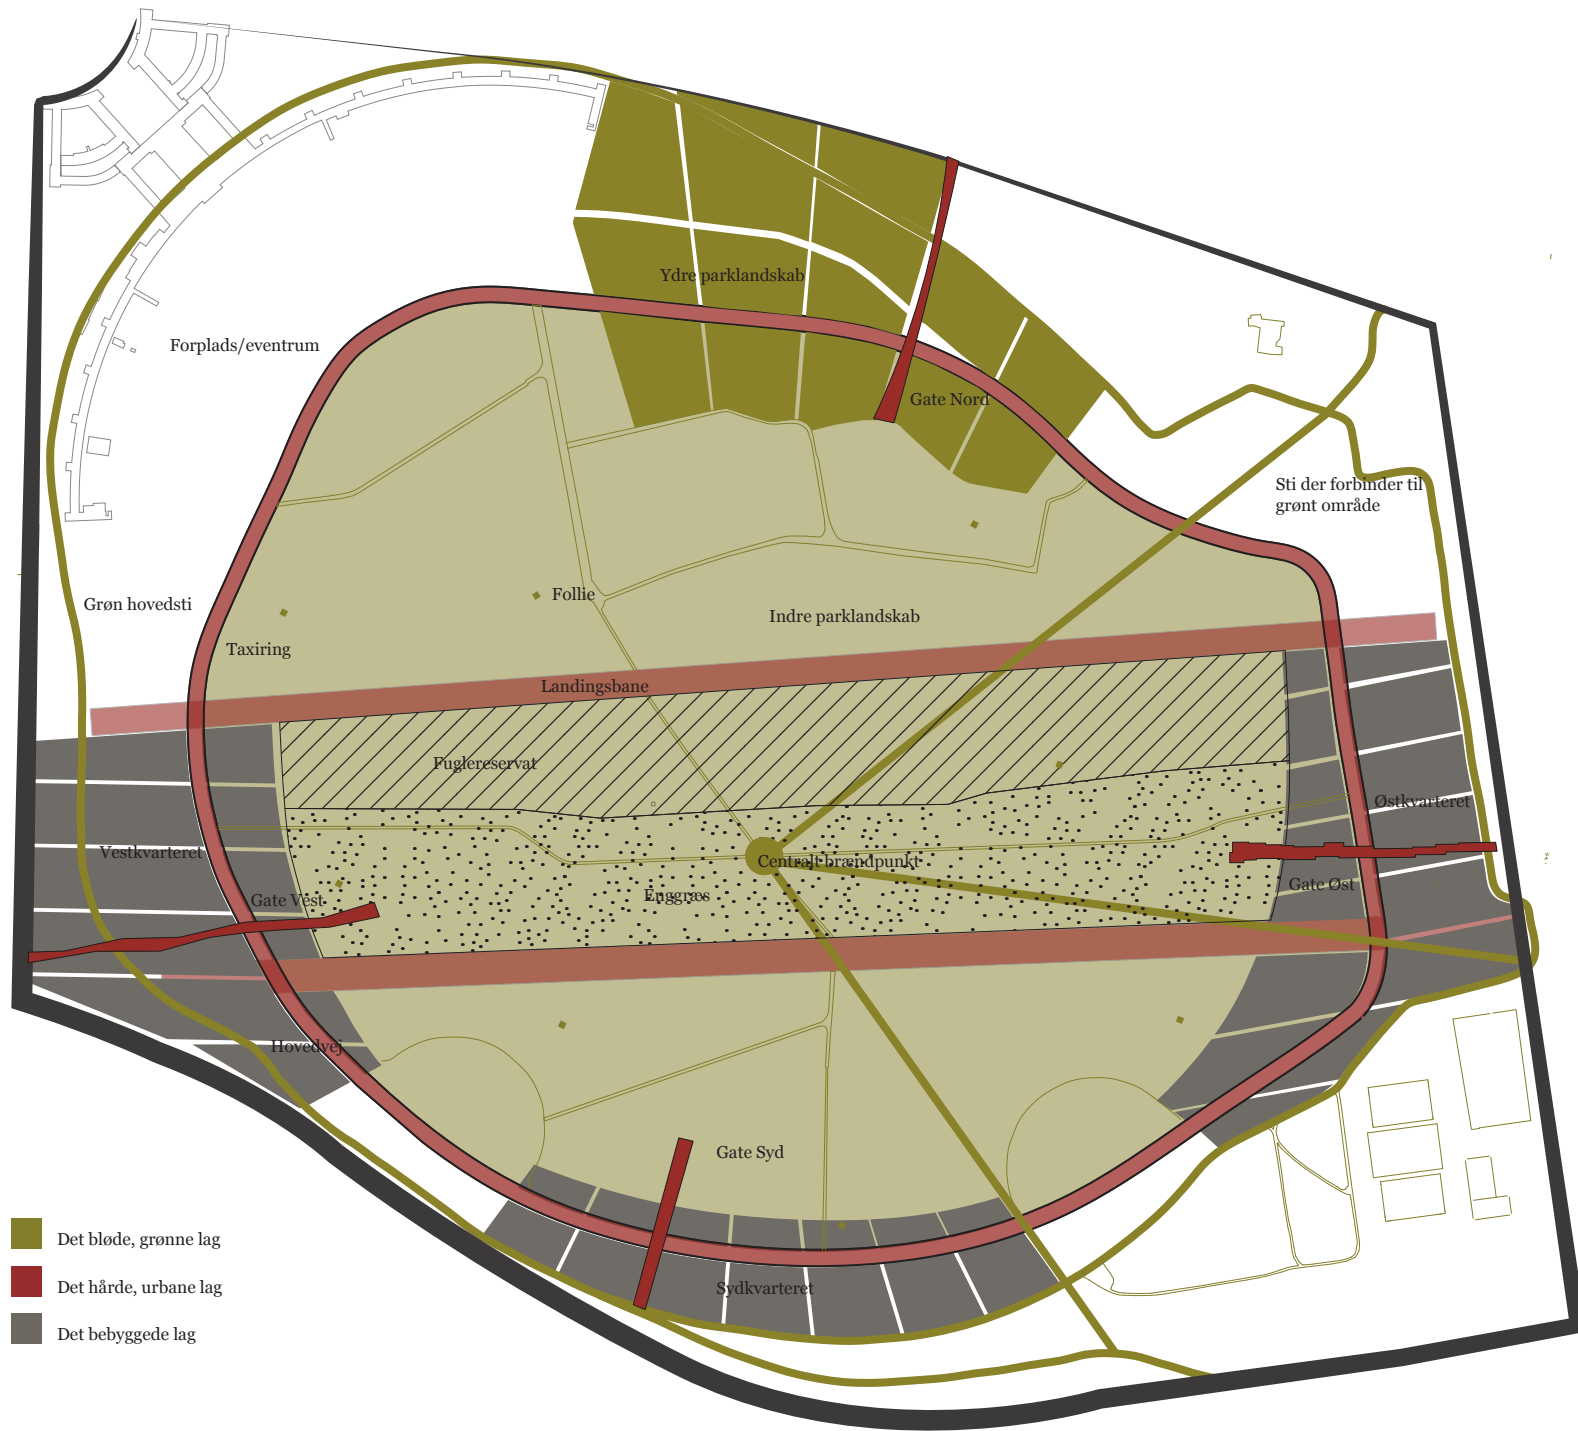 Ydre parklandskab
Forplads/eventrum
Gate Nord
Sti der forbinder til
grønt område
Follie
Grøn hovedsti
Indre parklandskab
Taxiring
Landingsbane
Fuglereservat
Østkvarteret
Vestkvarteret
Centralt brændpunkt
Gate Øst
Enggræs
Gate Vest
Hovedvej
Gate Syd
Det bløde, grønne lag
Det hårde, urbane lag
Sydkvarteret
Det bebyggede lag